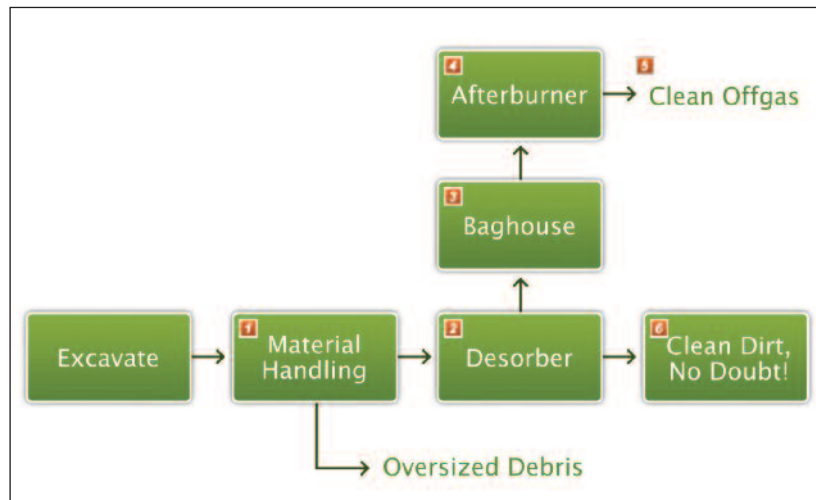 4
Afterburner
5
Clean Offgas
3
Baghouse
Excavate
1
Material
Handling
2
Desorber
6
Clean Dirt,
No Doubt!
Oversized Debris